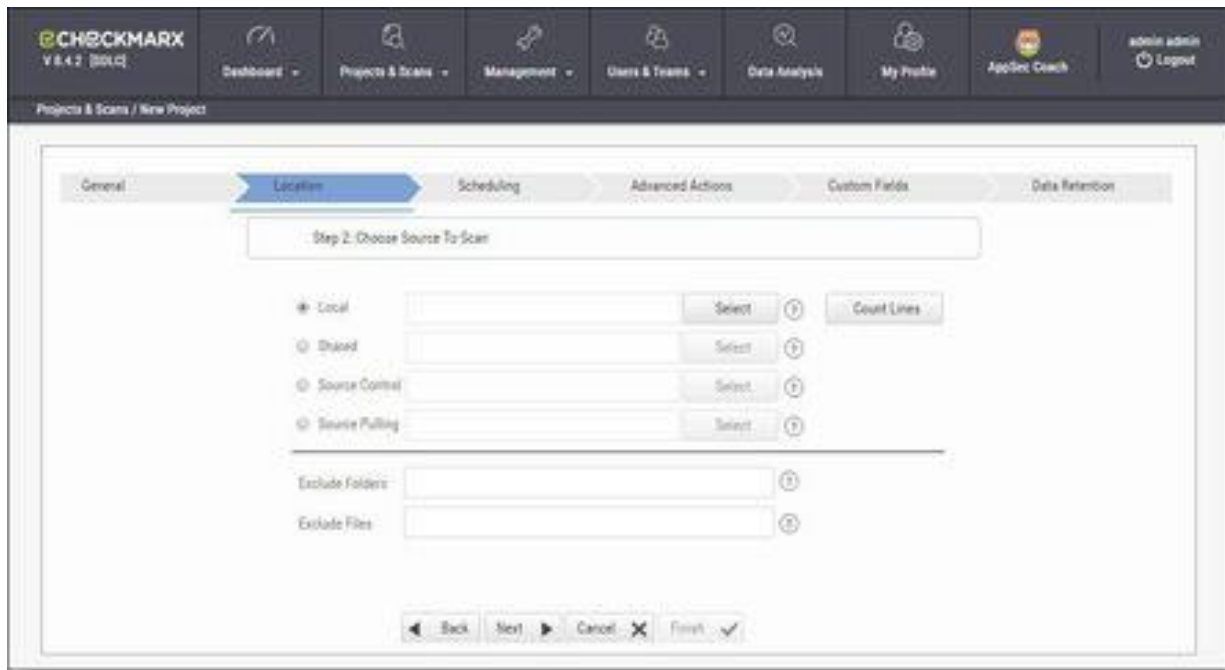 CHECKMARX
V 8.4.2 [SDLC]
Dashboard
Projects & Scans
Management
Users & Teams
Data Analysis
My Profile
AppSec Coach
admin admin
Logout
Projects & Scans / New Project
General
Location
Scheduling
Advanced Actions
Custom Fields
Data Retention
Step 2: Choose Source To Scan
Local
Select
?
Count Lines
Shared
Select
?
Source Control
Select
?
Source Pulling
Select
?
Exclude Folders
?
Exclude Files
?
Back
Next
Cancel
Finish